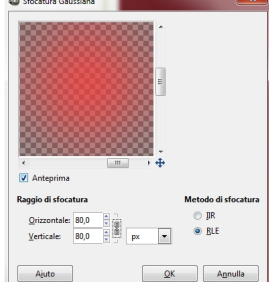 Sfocatura Gaussiana
Anteprima
Raggio di sfocatura
Metodo di sfocatura
Orizzontale: 80,0
IIR
Verticale: 80,0
px
RLE
Aiuto
OK
Annulla